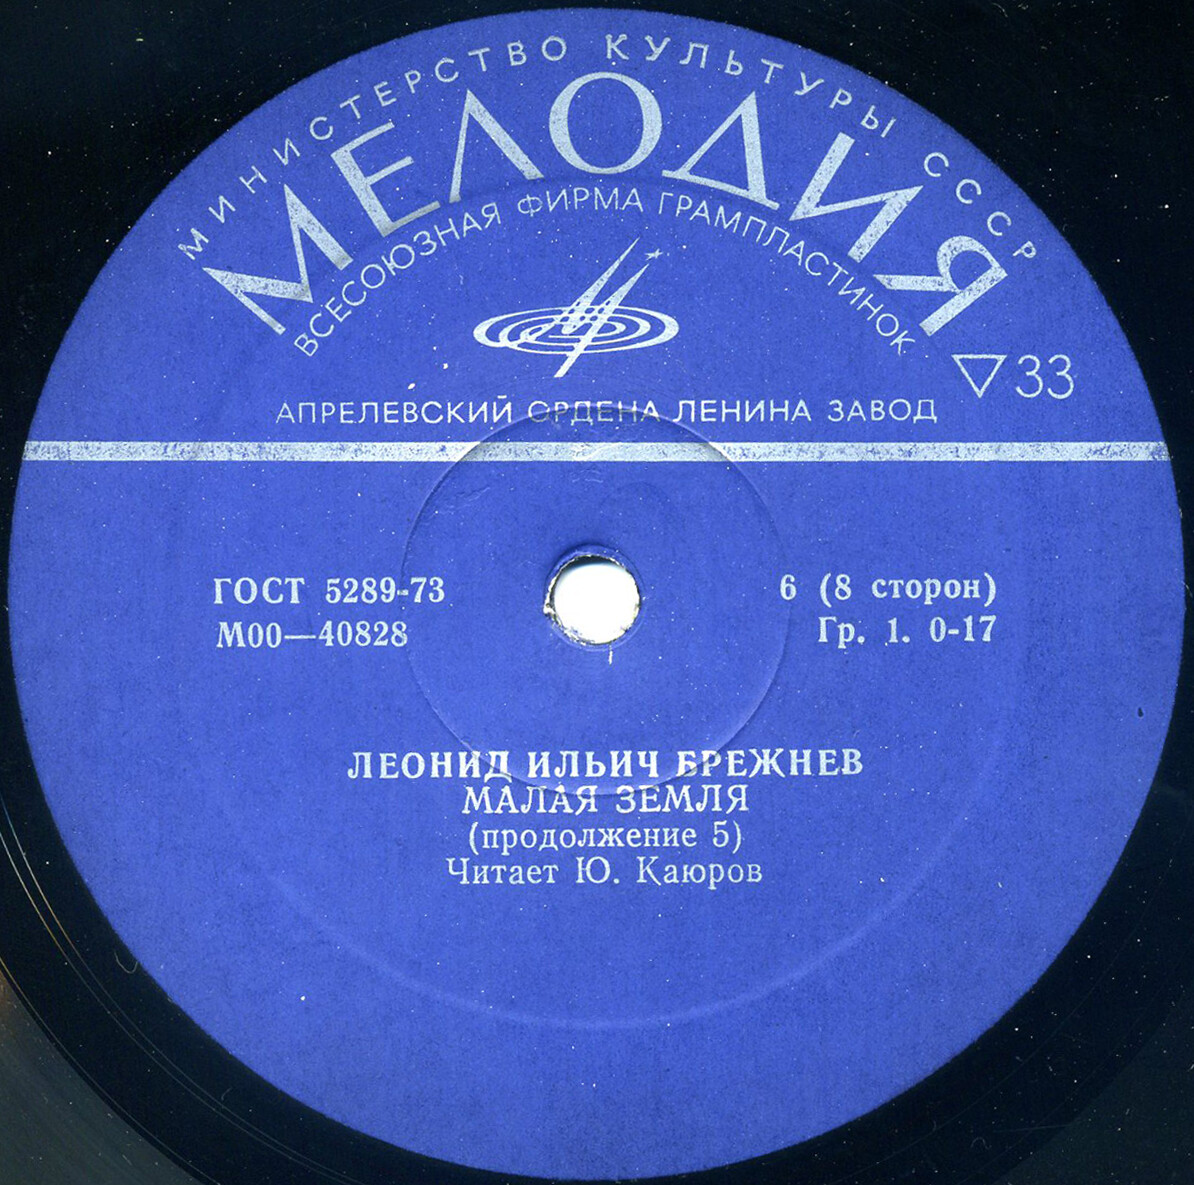 МИНИСТЕРСТВО КУЛЬТУРЫ СССР
МЕЛОДИЯ
ВСЕСОЮЗНАЯ ФИРМА ГРАМПЛАСТИНОК
33
АПРЕЛЕВСКИЙ ОРДЕНА ЛЕНИНА ЗАВОД
ГОСТ 5289-73
М00—40828
6 (8 сторон)
Гр. 1. 0-17
ЛЕОНИД ИЛЬИЧ БРЕЖНЕВ
МАЛАЯ ЗЕМЛЯ
(продолжение 5)
Читает Ю. Каюров